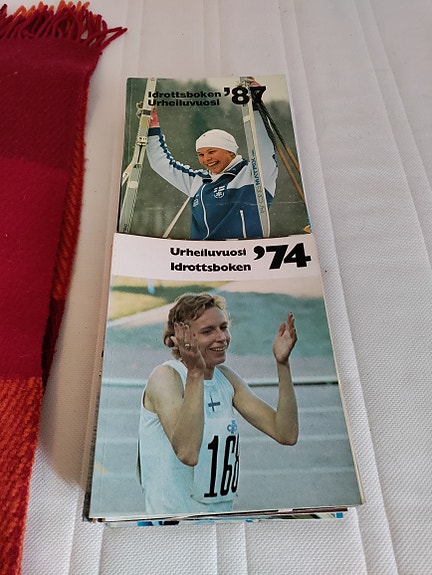 Idrottsboken '87
Urheiluvuosi
Urheiluvuosi '74
Idrottsboken
168